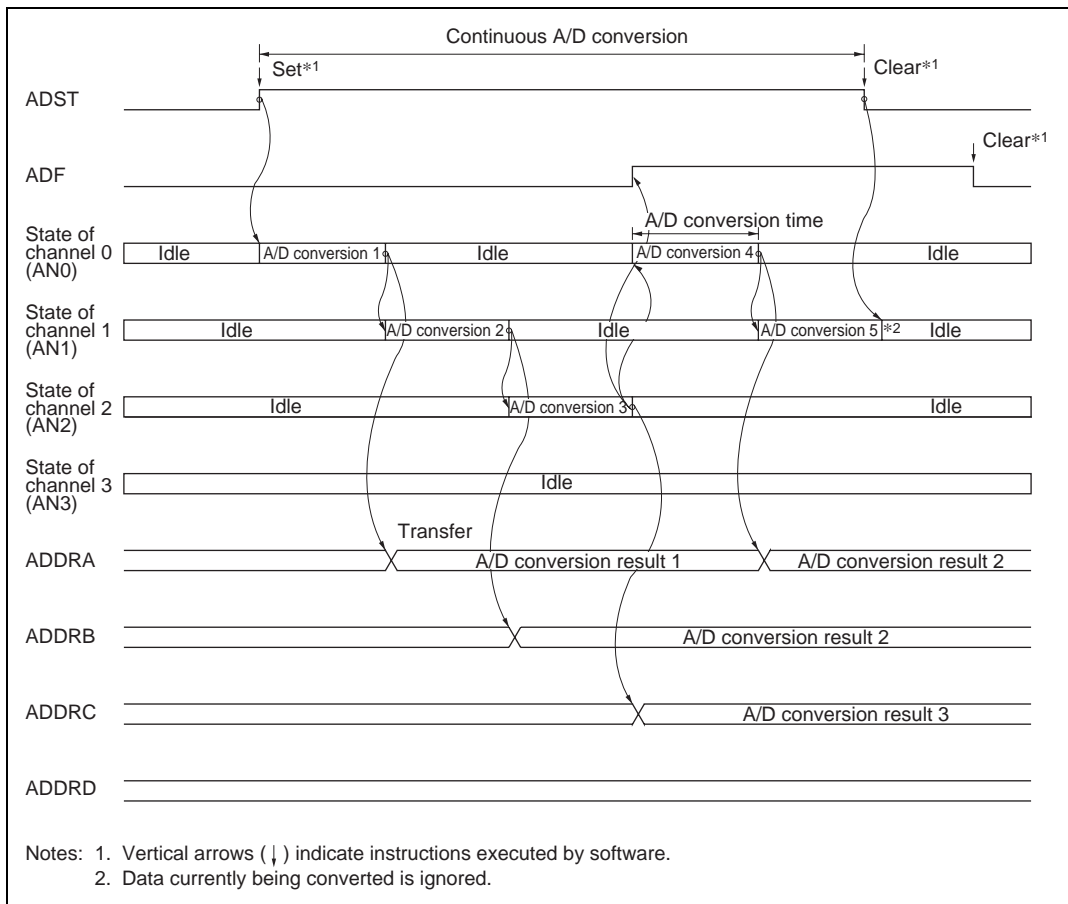 Continuous A/D conversion
Set*1
Clear*1
ADST
Clear*1
ADF
A/D conversion time
State of
channel 0
(AN0)
Idle
A/D conversion 1
Idle
A/D conversion 4
Idle
State of
channel 1
(AN1)
Idle
A/D conversion 2
Idle
A/D conversion 5
*2
Idle
State of
channel 2
(AN2)
Idle
A/D conversion 3
Idle
State of
channel 3
(AN3)
Idle
Transfer
ADDRA
A/D conversion result 1
A/D conversion result 2
ADDRB
A/D conversion result 2
ADDRC
A/D conversion result 3
ADDRD
Notes: 1. Vertical arrows (↓) indicate instructions executed by software.
2. Data currently being converted is ignored.